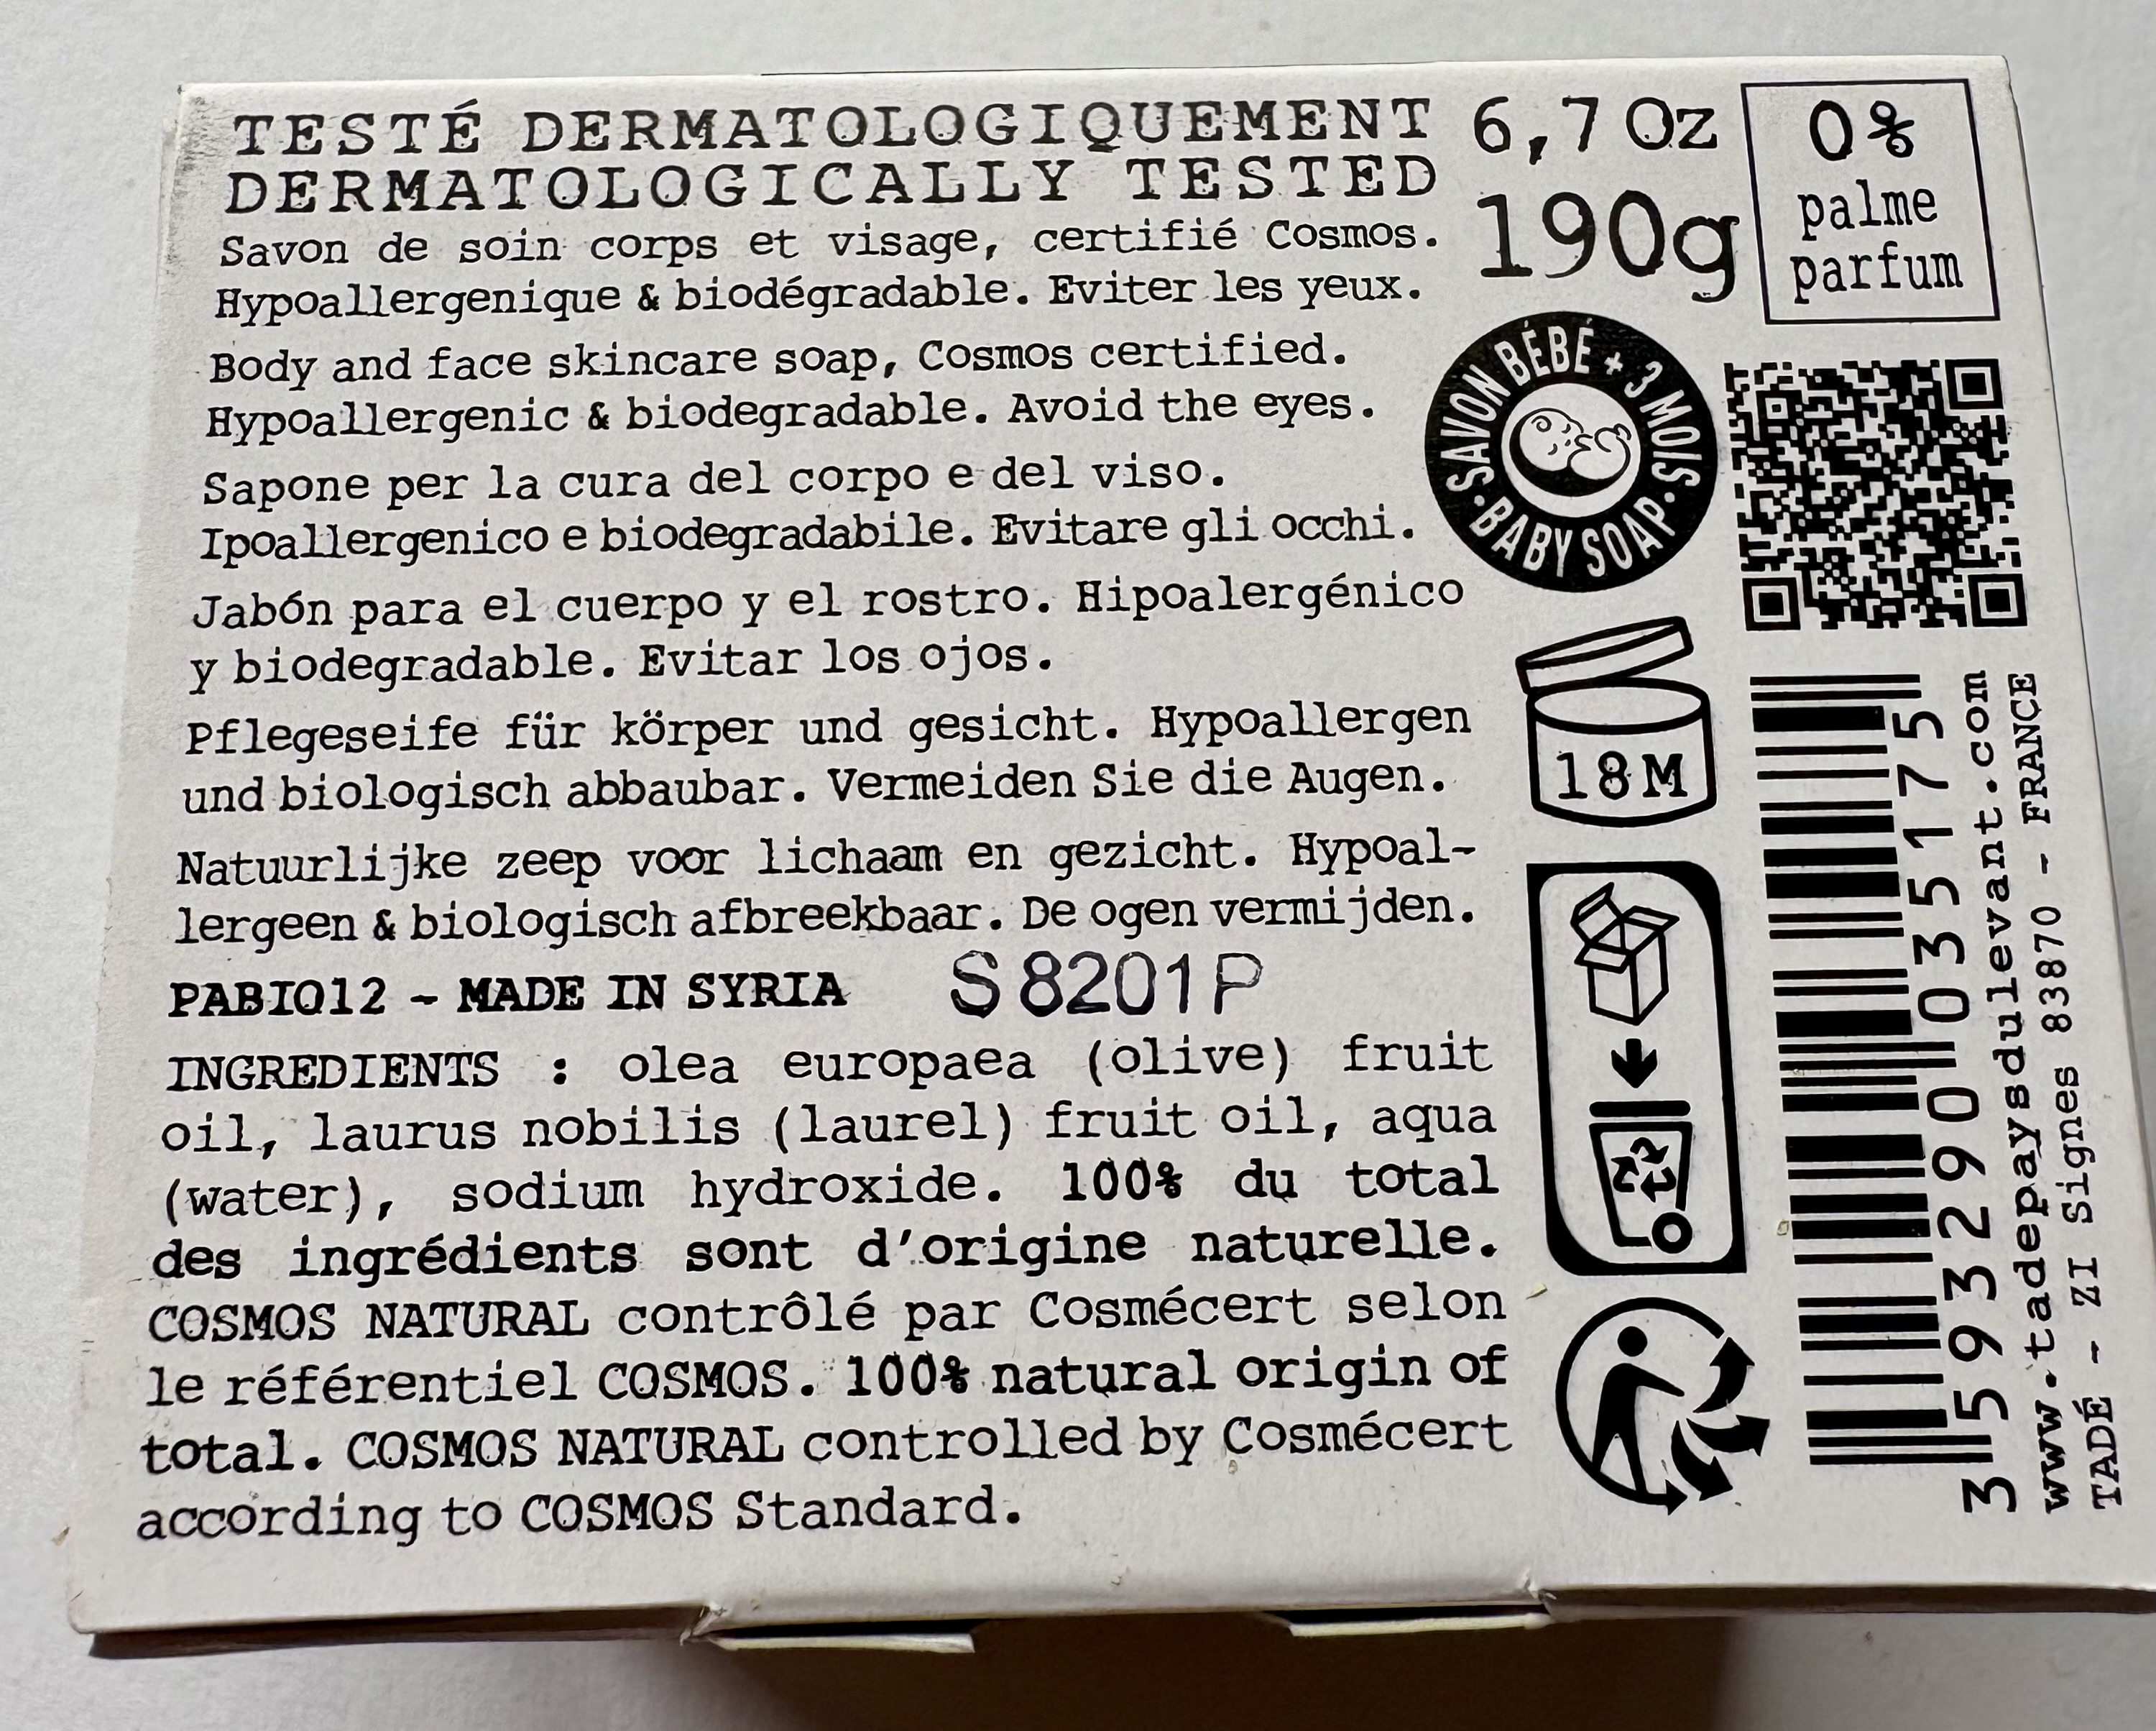 TESTÉ DERMATOLOGIQUEMENT
DERMATOLOGICALLY TESTED
Savon de soin corps et visage, certifié Cosmos.
Hypoallergenique & biodégradable. Eviter les yeux.
Body and face skincare soap, Cosmos certified.
Hypoallergenic & biodegradable. Avoid the eyes.
Sapone per la cura del corpo e del viso.
Ipoallergenico e biodegradabile. Evitare gli occhi.
Jabón para el cuerpo y el rostro. Hipoalergénico
y biodegradable. Evitar los ojos.
Pflegeseife für körper und gesicht. Hypoallergen
und biologisch abbaubar. Vermeiden Sie die Augen.
Natuurlijke zeep voor lichaam en gezicht. Hypoal-
lergeen & biologisch afbreekbaar. De ogen vermijden.
PABIO12 - MADE IN SYRIA S8201P
INGREDIENTS : olea europaea (olive) fruit
oil, laurus nobilis (laurel) fruit oil, aqua
(water), sodium hydroxide. 100% du total
des ingrédients sont d'origine naturelle.
COSMOS NATURAL contrôlé par Cosmécert selon
le référentiel COSMOS. 100% natural origin of
total. COSMOS NATURAL controlled by Cosmécert
according to COSMOS Standard.
6,7 Oz
190g
0%
palme
parfum
SAVON BÉBÉ + 3 MOIS
BABY SOAP
18M
3 593290 035175
www.tadepaysdulevant.com
TADÉ - ZI Signes 83870 - FRANCE